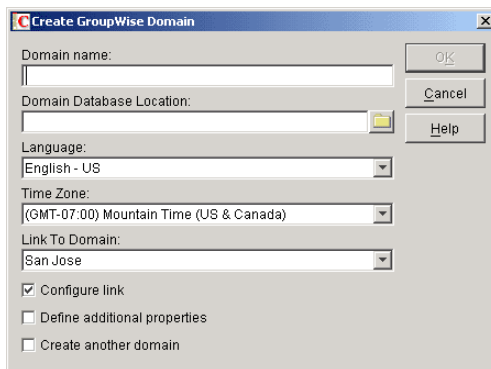 Create GroupWise Domain
Domain name:
OK
Domain Database Location:
Cancel
Help
Language:
English - US
Time Zone:
(GMT-07:00) Mountain Time (US & Canada)
Link To Domain:
San Jose
Configure link
Define additional properties
Create another domain